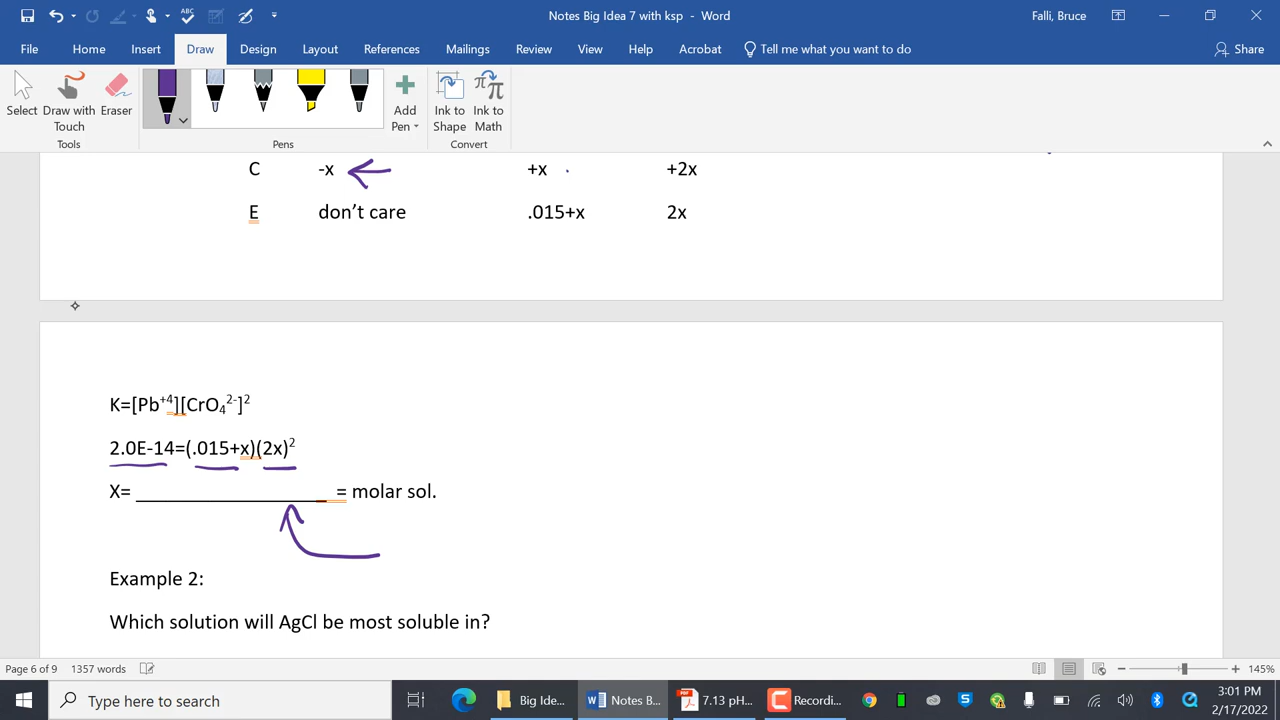 Notes Big Idea 7 with ksp - Word
Falli, Bruce
File Home Insert Draw Design Layout References Mailings Review View Help Acrobat Tell me what you want to do Share
Select Draw with Touch Eraser Add Pen Ink to Shape Ink to Math
Tools Pens Convert
C -x +x +2x
E don’t care .015+x 2x
K=[Pb⁺⁴][CrO₄²⁻]²
2.0E-14=(.015+x)(2x)²
X= ____________________ = molar sol.
Example 2:
Which solution will AgCl be most soluble in?
Page 6 of 9 1357 words 145%
Type here to search Big Ide... Notes B... 7.13 pH... Recordi... 3:01 PM
2/17/2022